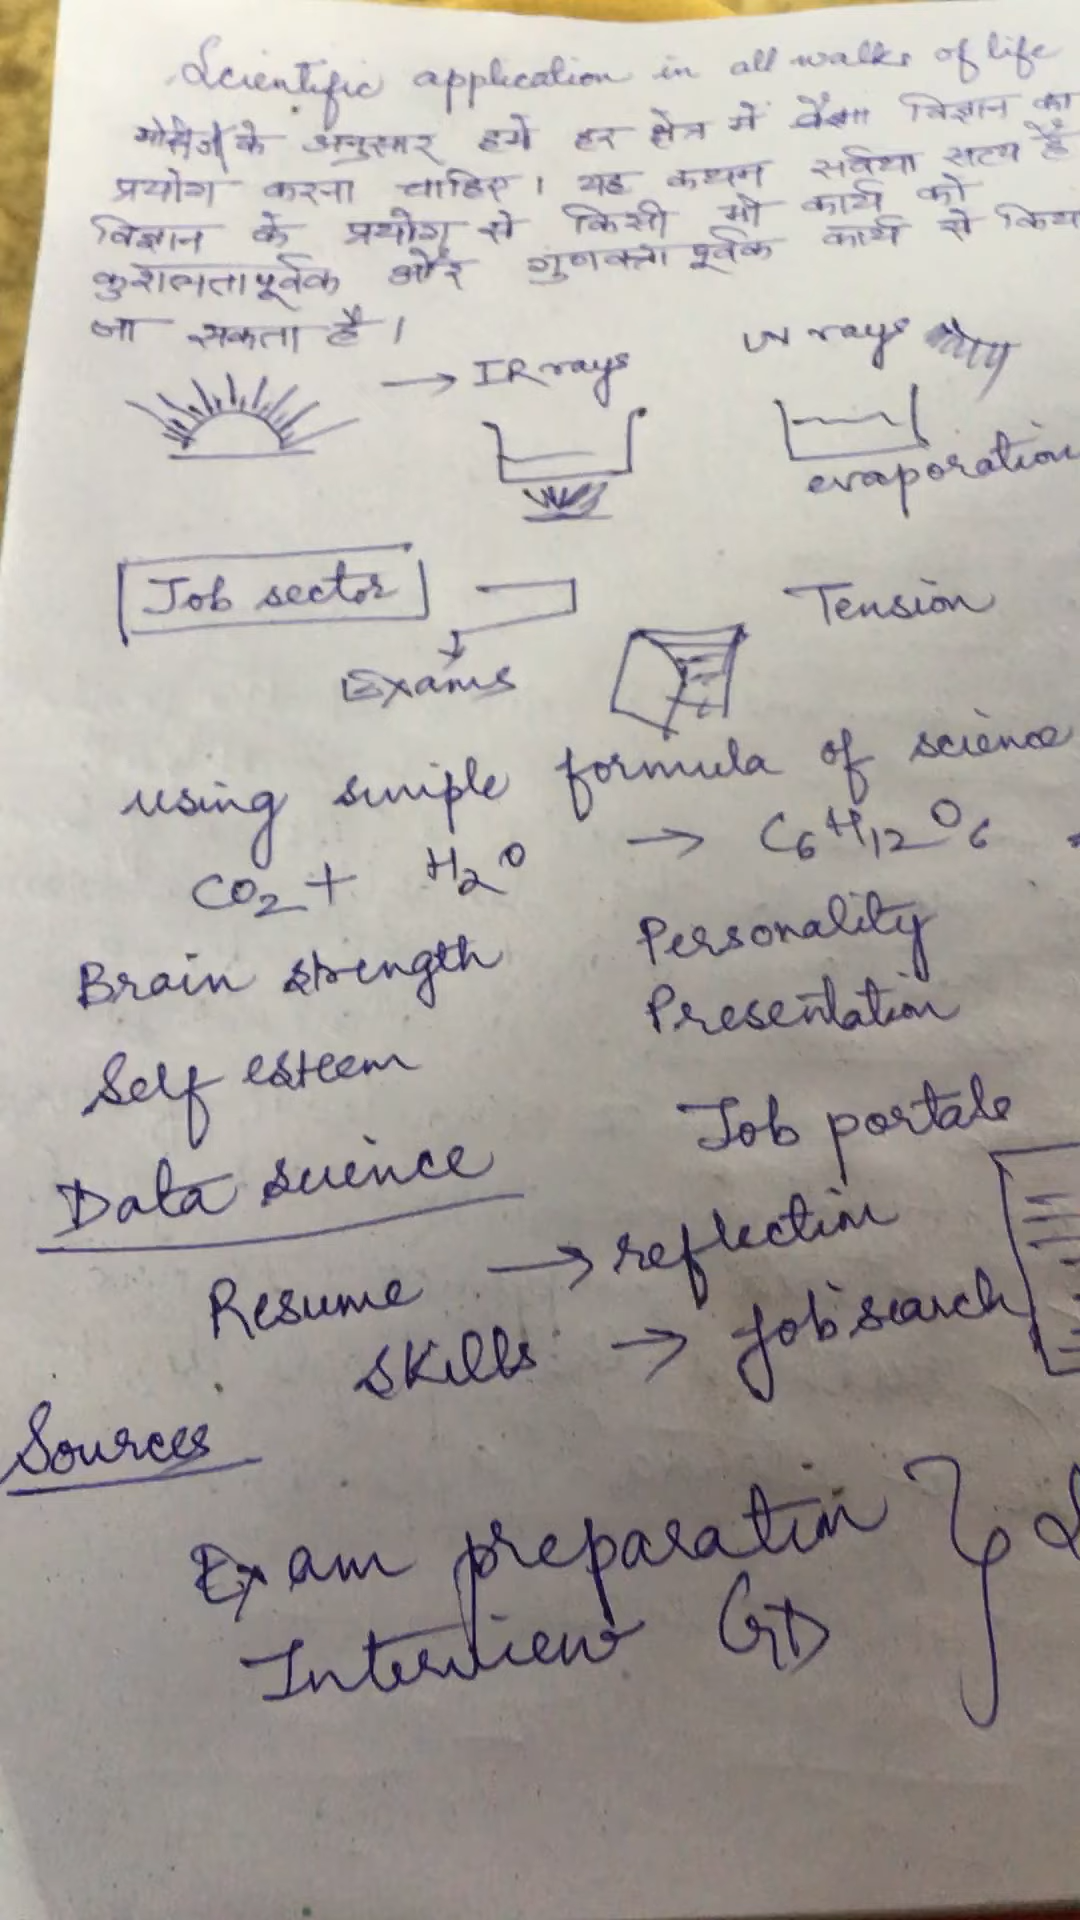 Scientific application in all walks of life
के अनुसार हमें हर क्षेत्र में विज्ञान का
प्रयोग करना चाहिए। यह कथन सर्वथा सत्य है
विज्ञान के प्रयोग से किसी भी कार्य को
कुशलतापूर्वक और गुणवत्ता पूर्वक कार्य से किया
जा सकता है।
→ IR rays
UV rays
evaporation
Job sector
Tension
Exams
using simple formula of science
CO2 + H2O → C6H12O6
Brain strength
Personality
Presentation
Self esteem
Job portals
Data science
Resume → reflection
skills → job search
Sources
Exam preparation
Interview GD